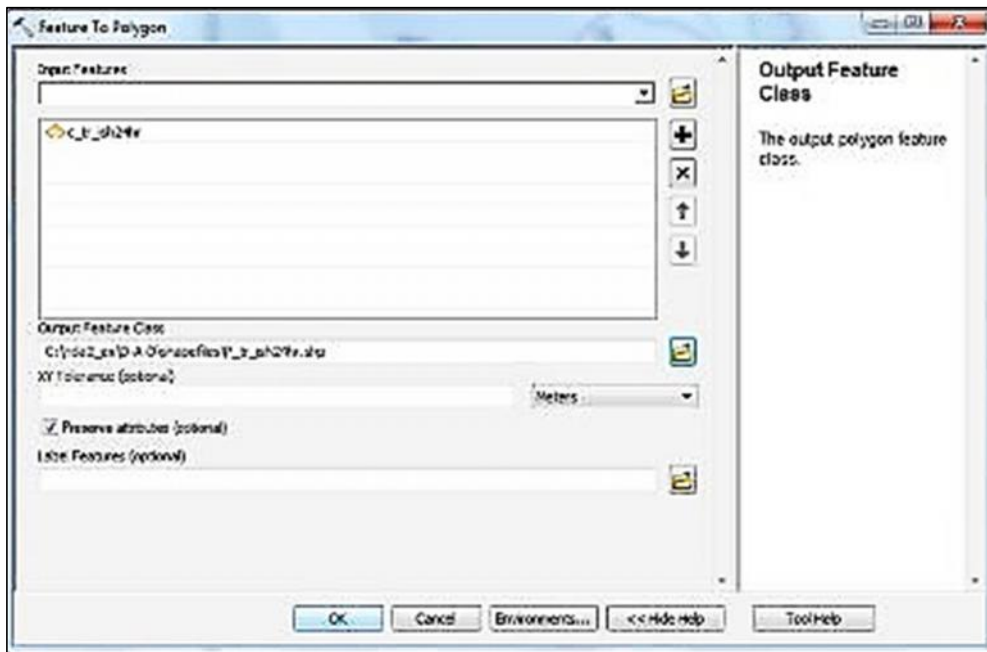 Feature To Polygon
Input Features
c_tr_ish24hr
Output Feature Class
XY Tolerance (optional)
Meters
Preserve attributes (optional)
Label Features (optional)
OK
Cancel
Environments...
<< Hide Help
Tool Help
Output Feature
Class
The output polygon feature
class.